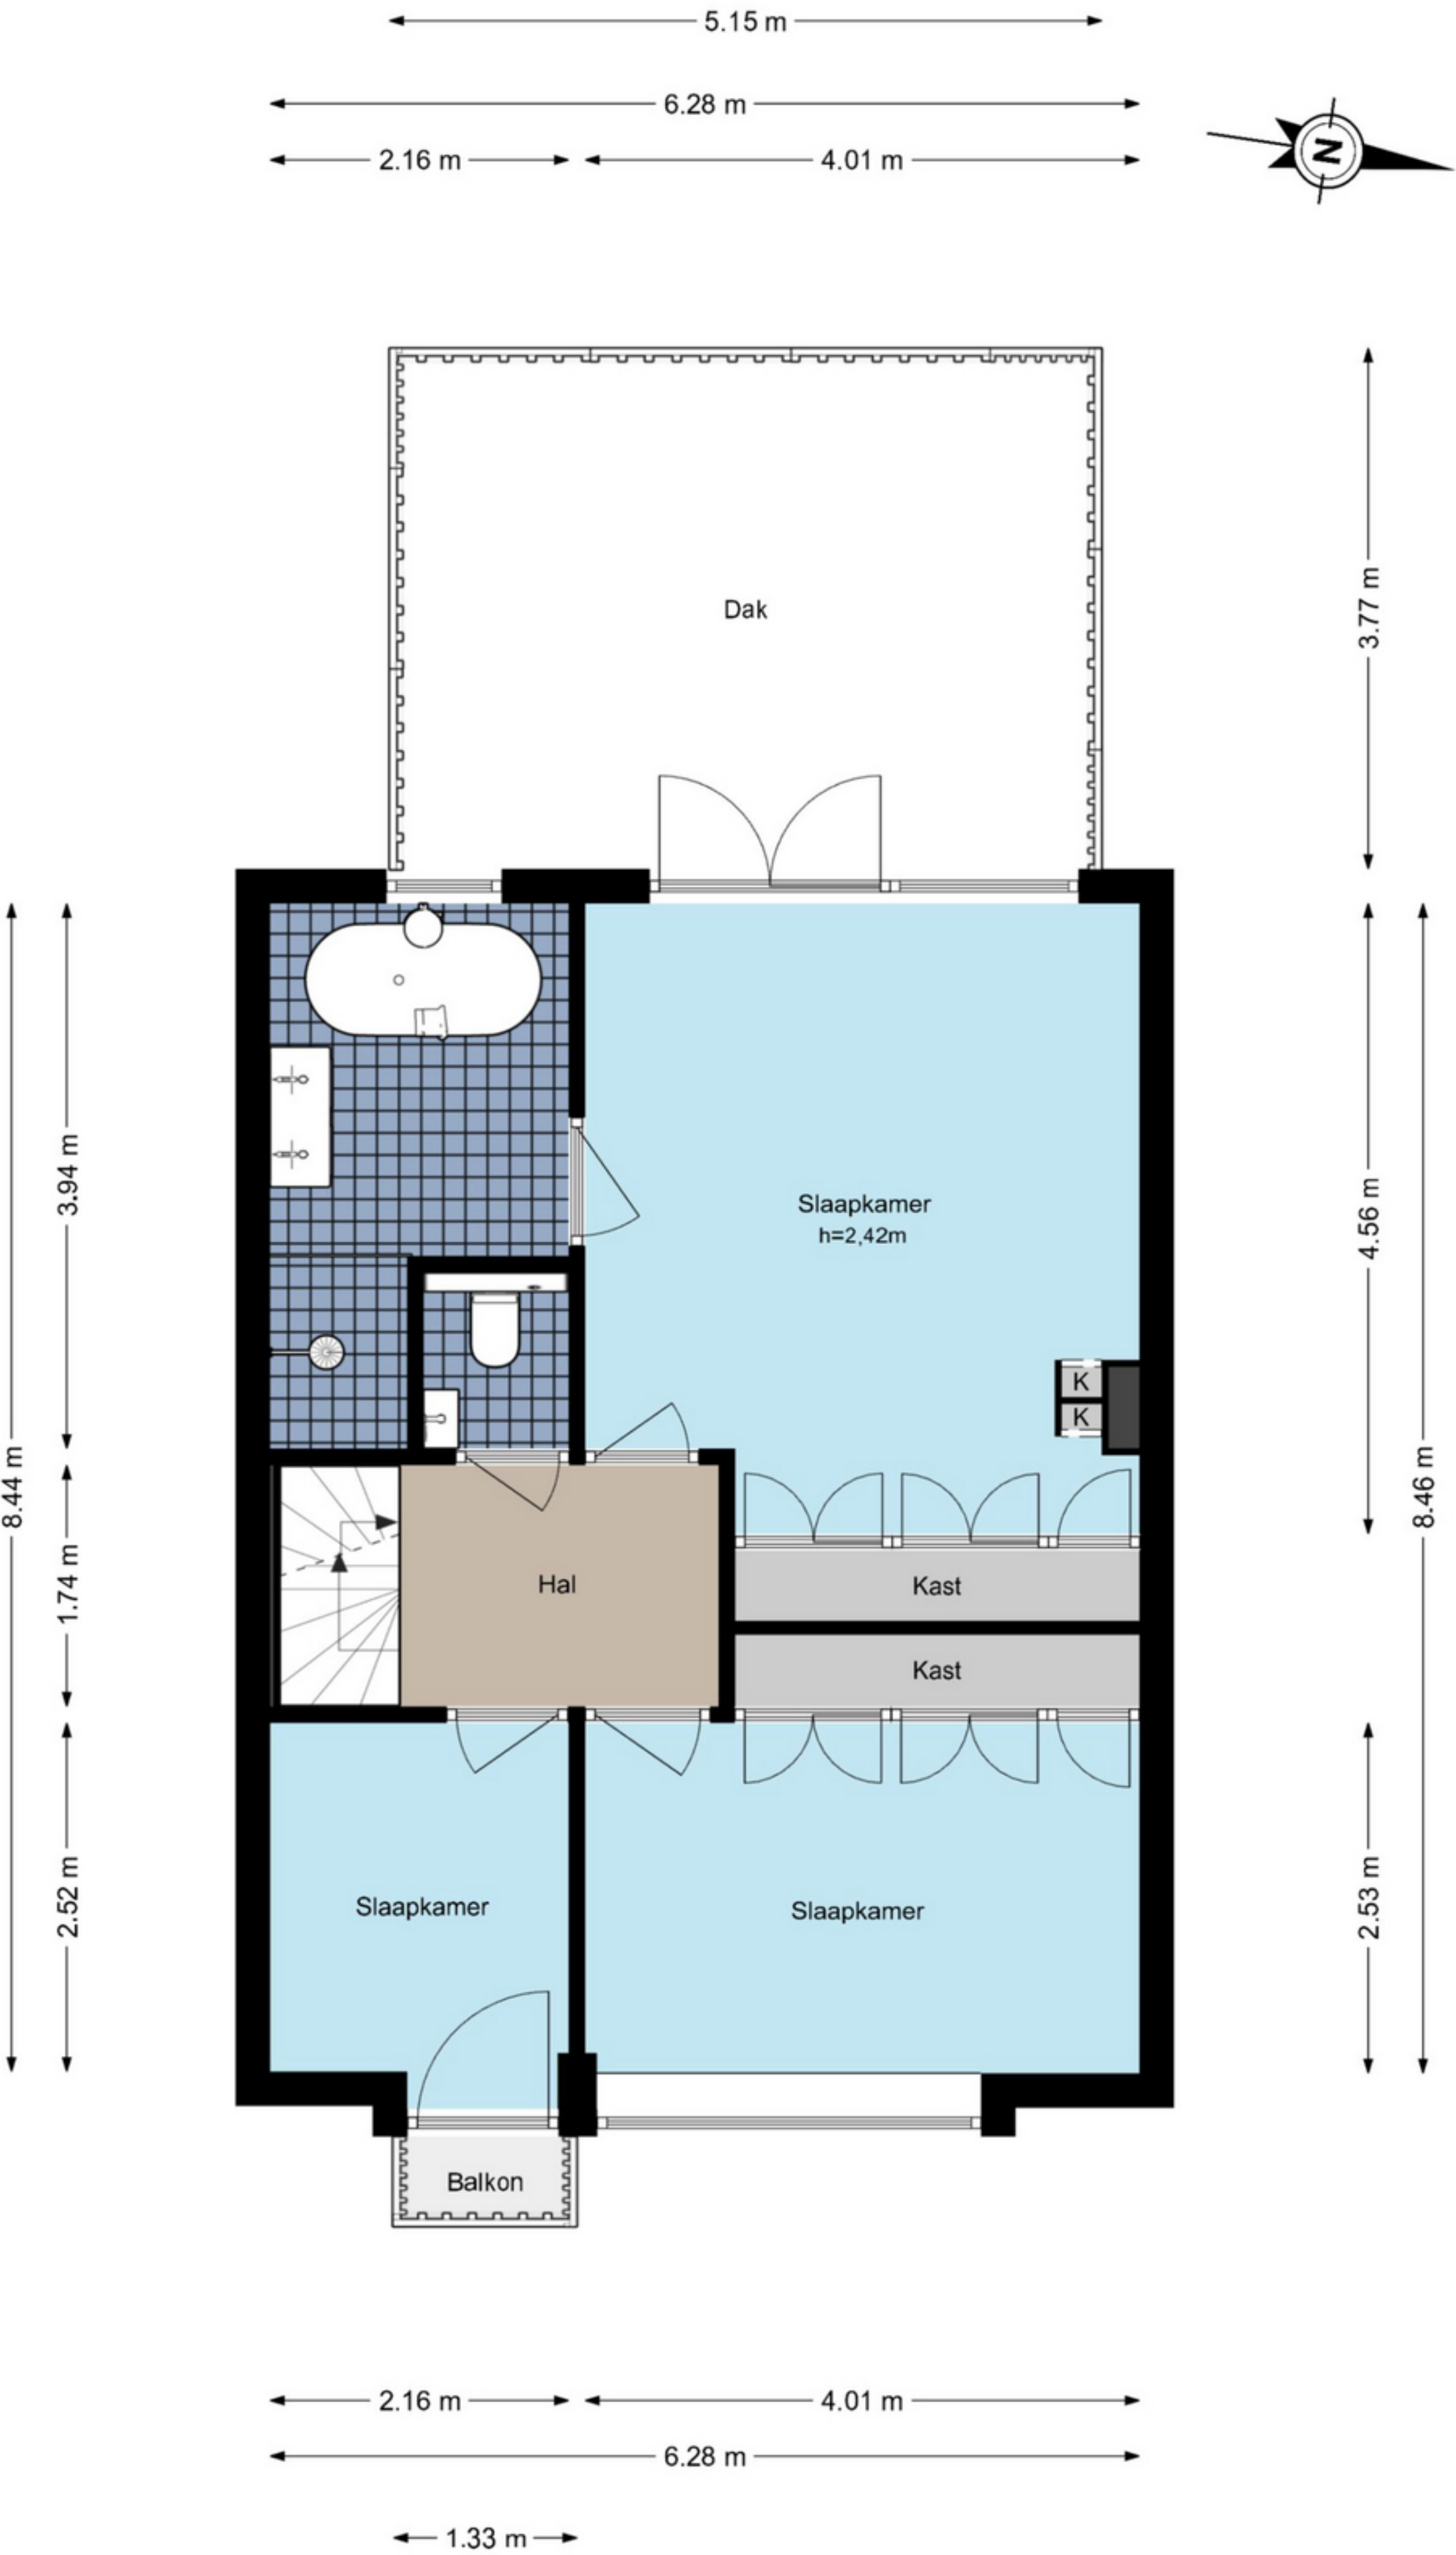 5.15 m
6.28 m
2.16 m
4.01 m
N
Dak
3.77 m
Slaapkamer
h=2,42m
3.94 m
4.56 m
K
K
8.44 m
8.46 m
1.74 m
Hal
Kast
Kast
2.52 m
2.53 m
Slaapkamer
Slaapkamer
Balkon
2.16 m
4.01 m
6.28 m
1.33 m